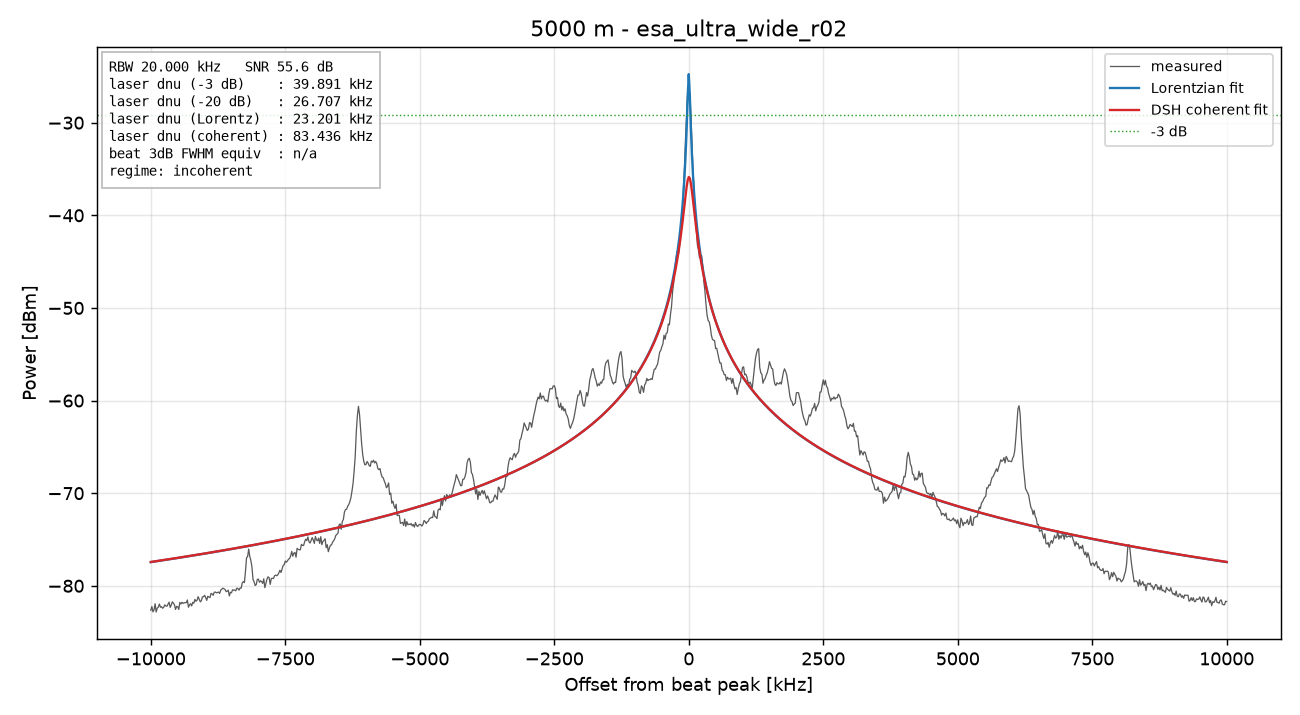 5000 m - esa_ultra_wide_r02
RBW 20.000 kHz   SNR 55.6 dB
laser dnu (-3 dB)    : 39.891 kHz
laser dnu (-20 dB)   : 26.707 kHz
laser dnu (Lorentz)  : 23.201 kHz
laser dnu (coherent) : 83.436 kHz
beat 3dB FWHM equiv  : n/a
regime: incoherent
measured
Lorentzian fit
DSH coherent fit
-3 dB
Power [dBm]
−30
−40
−50
−60
−70
−80
−10000
−7500
−5000
−2500
0
2500
5000
7500
10000
Offset from beat peak [kHz]